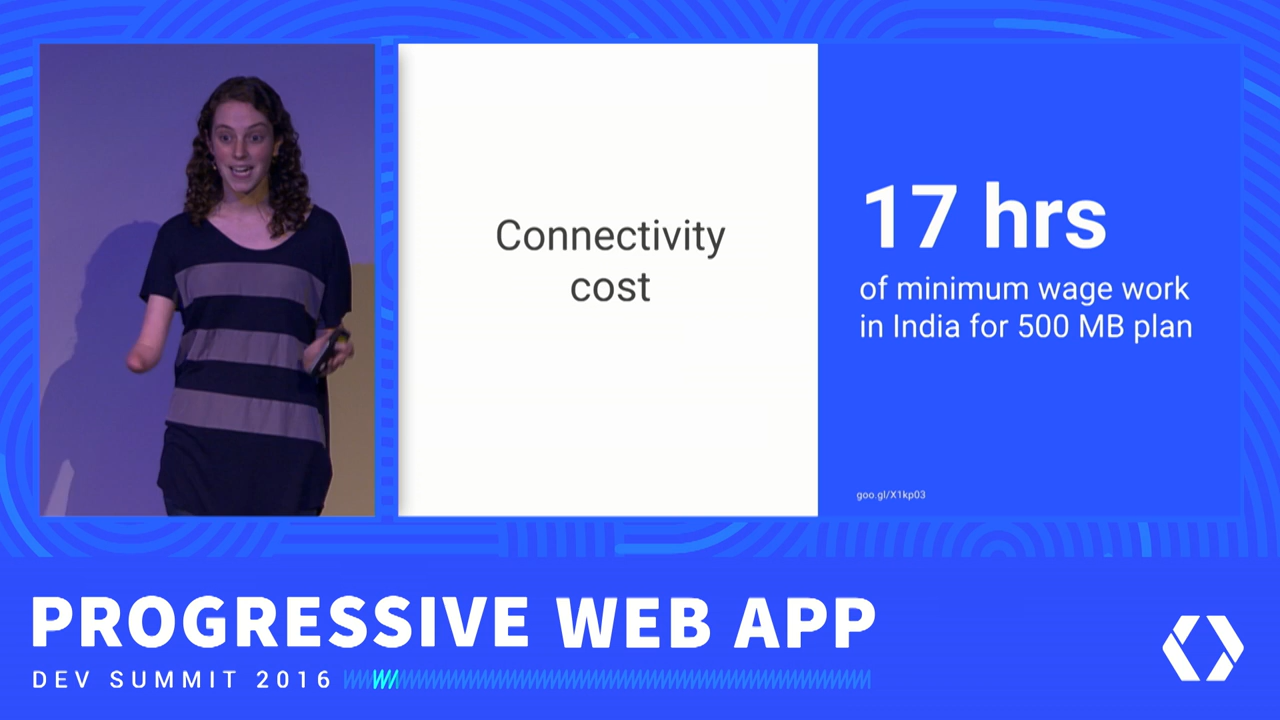 Connectivity
cost
17 hrs
of minimum wage work
in India for 500 MB plan
goo.gl/X1kp03
PROGRESSIVE WEB APP
DEV SUMMIT 2016